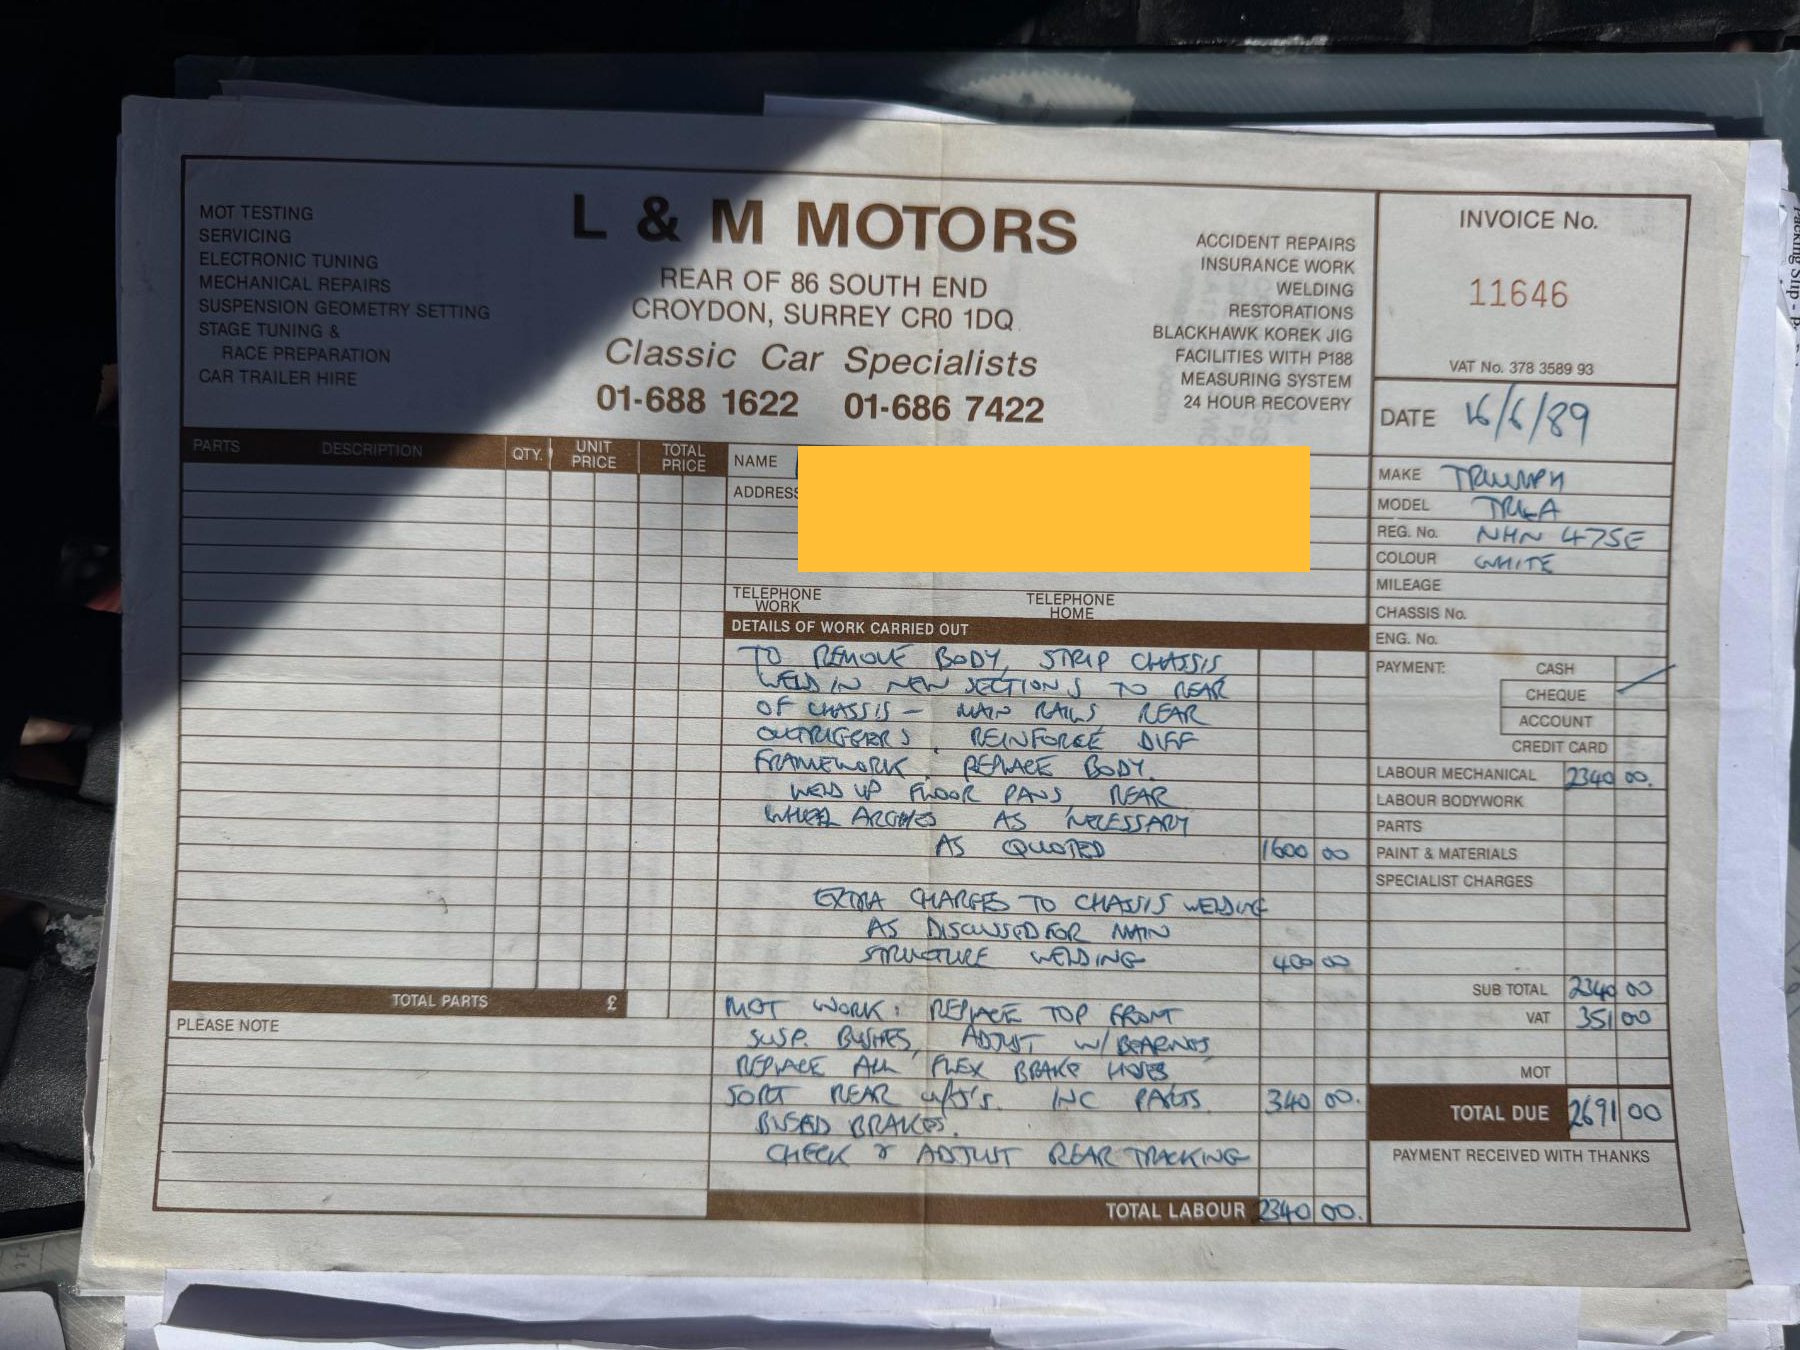 MOT TESTING
SERVICING
ELECTRONIC TUNING
MECHANICAL REPAIRS
SUSPENSION GEOMETRY SETTING
STAGE TUNING &
RACE PREPARATION
CAR TRAILER HIRE
L & M MOTORS
REAR OF 86 SOUTH END
CROYDON, SURREY CR0 1DQ
Classic Car Specialists
01-688 1622 01-686 7422
ACCIDENT REPAIRS
INSURANCE WORK
WELDING
RESTORATIONS
BLACKHAWK KOREK JIG
FACILITIES WITH P188
MEASURING SYSTEM
24 HOUR RECOVERY
INVOICE No.
11646
VAT No. 378 3589 93
DATE 16/6/89
PARTS DESCRIPTION QTY. UNIT PRICE TOTAL PRICE
NAME
ADDRESS
TELEPHONE WORK
TELEPHONE HOME
MAKE TRIUMPH
MODEL TR4A
REG. No. NHN 475E
COLOUR WHITE
MILEAGE
CHASSIS No.
ENG. No.
DETAILS OF WORK CARRIED OUT
TO REMOVE BODY, STRIP CHASSIS
WELD IN NEW SECTIONS TO REAR
OF CHASSIS - MAIN RAILS, REAR
OUTRIGGERS, REINFORCE DIFF
FRAMEWORK. REPLACE BODY.
WELD UP FLOOR PANS, REAR
WHEEL ARCHES AS NECESSARY
AS QUOTED 1600 00
EXTRA CHARGES TO CHASSIS WELDING
AS DISCUSSED FOR MAIN
STRUCTURE WELDING 400 00
MOT WORK: REPLACE TOP FRONT
SUSP. BUSHES, ADJUST W/BEARINGS,
REPLACE ALL FLEX BRAKE HOSES
SORT REAR U/J'S. INC PARTS. 340 00.
BLEED BRAKES.
CHECK & ADJUST REAR TRACKING
TOTAL LABOUR 2340 00.
PAYMENT: CASH
CHEQUE
ACCOUNT
CREDIT CARD
LABOUR MECHANICAL 2340 00.
LABOUR BODYWORK
PARTS
PAINT & MATERIALS
SPECIALIST CHARGES
SUB TOTAL 2340 00
VAT 351 00
MOT
TOTAL DUE 2691 00
PAYMENT RECEIVED WITH THANKS
TOTAL PARTS £
PLEASE NOTE
Packing Slip - P